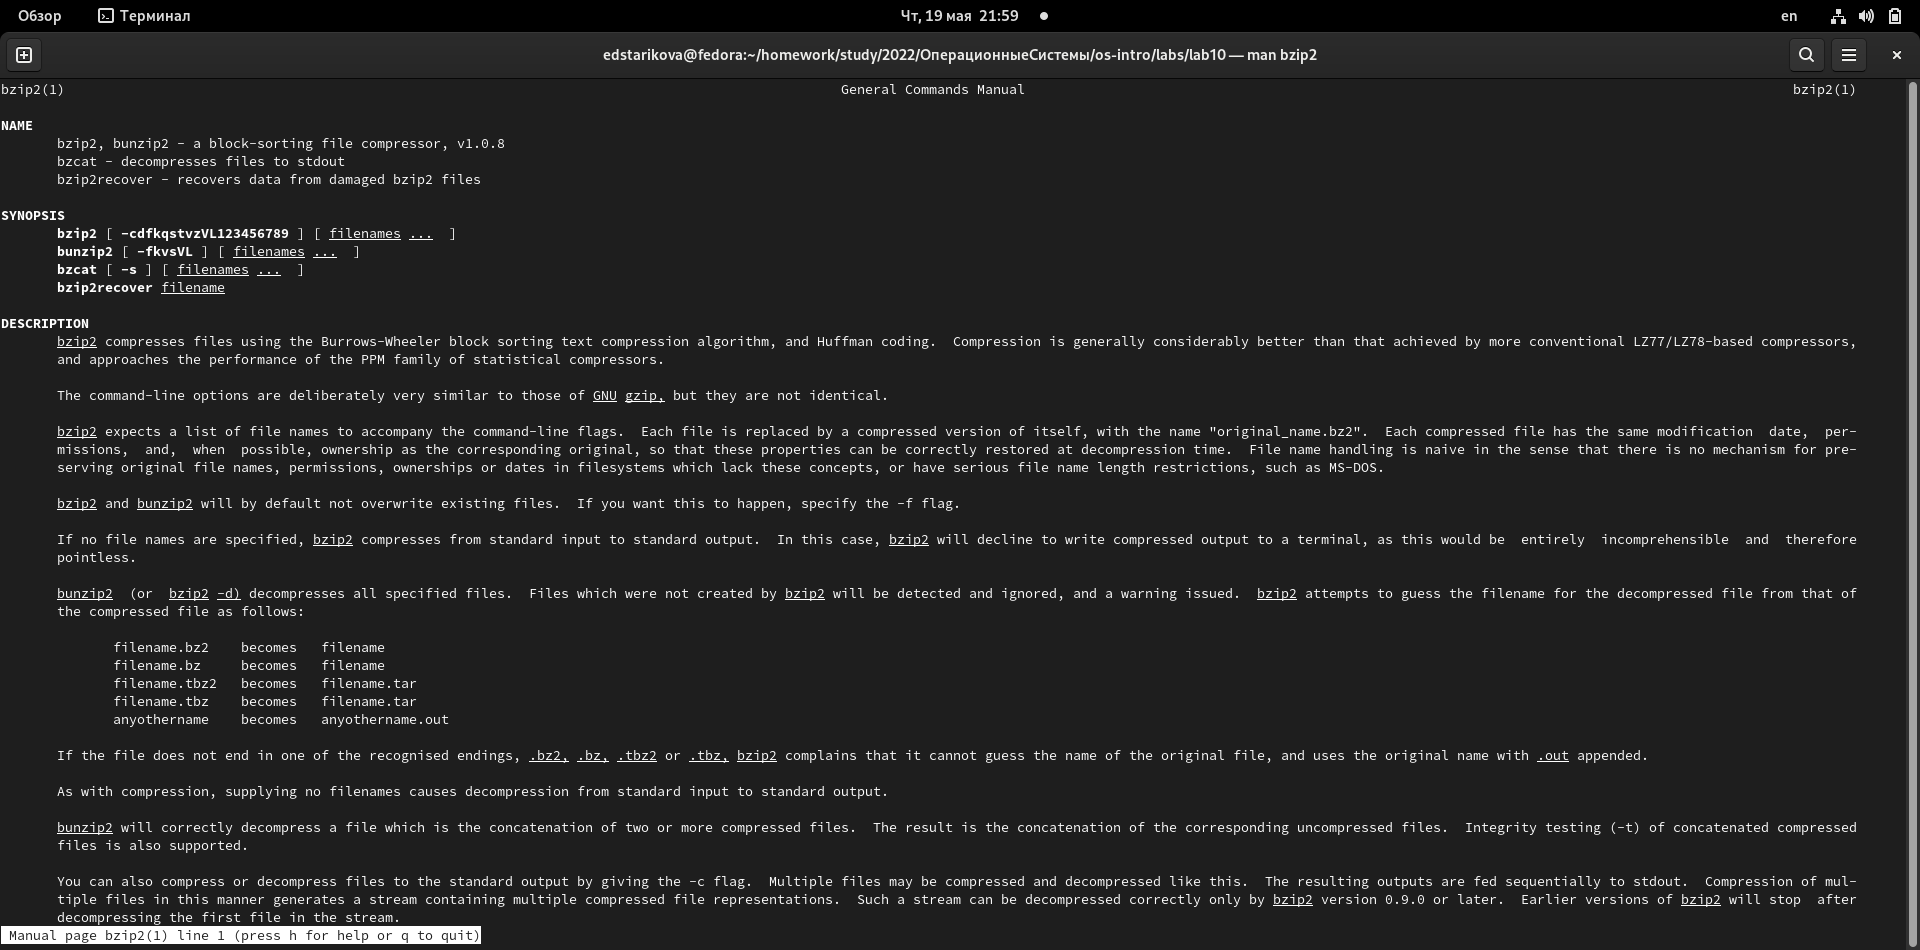 Обзор Терминал Чт, 19 мая 21:59 en
edstarikova@fedora:~/homework/study/2022/ОперационныеСистемы/os-intro/labs/lab10 — man bzip2
bzip2(1) General Commands Manual bzip2(1)
NAME
bzip2, bunzip2 - a block-sorting file compressor, v1.0.8
bzcat - decompresses files to stdout
bzip2recover - recovers data from damaged bzip2 files
SYNOPSIS
bzip2 [ -cdfkqstvzVL123456789 ] [ filenames ... ]
bunzip2 [ -fkvsVL ] [ filenames ... ]
bzcat [ -s ] [ filenames ... ]
bzip2recover filename
DESCRIPTION
bzip2 compresses files using the Burrows-Wheeler block sorting text compression algorithm, and Huffman coding. Compression is generally considerably better than that achieved by more conventional LZ77/LZ78-based compressors,
and approaches the performance of the PPM family of statistical compressors.
The command-line options are deliberately very similar to those of GNU gzip, but they are not identical.
bzip2 expects a list of file names to accompany the command-line flags. Each file is replaced by a compressed version of itself, with the name "original_name.bz2". Each compressed file has the same modification date, per-
missions, and, when possible, ownership as the corresponding original, so that these properties can be correctly restored at decompression time. File name handling is naive in the sense that there is no mechanism for pre-
serving original file names, permissions, ownerships or dates in filesystems which lack these concepts, or have serious file name length restrictions, such as MS-DOS.
bzip2 and bunzip2 will by default not overwrite existing files. If you want this to happen, specify the -f flag.
If no file names are specified, bzip2 compresses from standard input to standard output. In this case, bzip2 will decline to write compressed output to a terminal, as this would be entirely incomprehensible and therefore
pointless.
bunzip2 (or bzip2 -d) decompresses all specified files. Files which were not created by bzip2 will be detected and ignored, and a warning issued. bzip2 attempts to guess the filename for the decompressed file from that of
the compressed file as follows:
filename.bz2 becomes filename
filename.bz becomes filename
filename.tbz2 becomes filename.tar
filename.tbz becomes filename.tar
anyothername becomes anyothername.out
If the file does not end in one of the recognised endings, .bz2, .bz, .tbz2 or .tbz, bzip2 complains that it cannot guess the name of the original file, and uses the original name with .out appended.
As with compression, supplying no filenames causes decompression from standard input to standard output.
bunzip2 will correctly decompress a file which is the concatenation of two or more compressed files. The result is the concatenation of the corresponding uncompressed files. Integrity testing (-t) of concatenated compressed
files is also supported.
You can also compress or decompress files to the standard output by giving the -c flag. Multiple files may be compressed and decompressed like this. The resulting outputs are fed sequentially to stdout. Compression of mul-
tiple files in this manner generates a stream containing multiple compressed file representations. Such a stream can be decompressed correctly only by bzip2 version 0.9.0 or later. Earlier versions of bzip2 will stop after
decompressing the first file in the stream.
Manual page bzip2(1) line 1 (press h for help or q to quit)